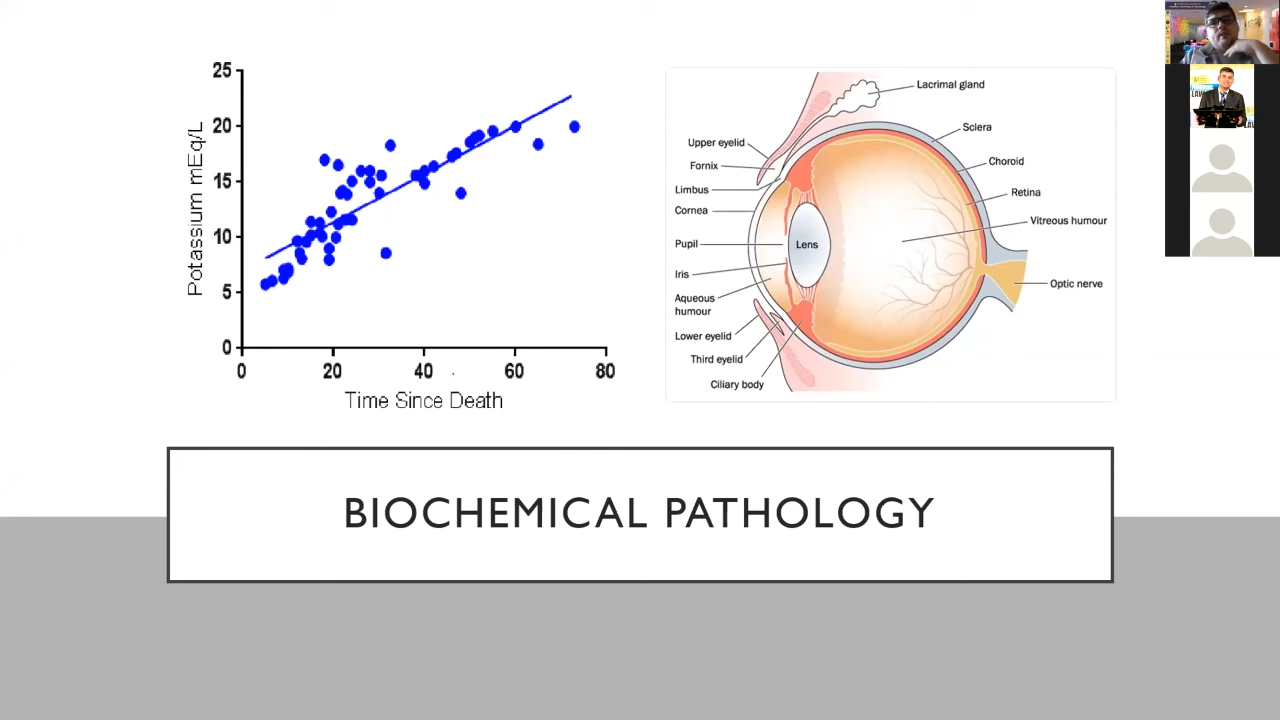 25
20
15
10
5
0
Potassium mEq/L
0 20 40 60 80
Time Since Death
Lacrimal gland
Sclera
Choroid
Retina
Vitreous humour
Optic nerve
Upper eyelid
Fornix
Limbus
Cornea
Pupil
Lens
Iris
Aqueous
humour
Lower eyelid
Third eyelid
Ciliary body
BIOCHEMICAL PATHOLOGY
LAW